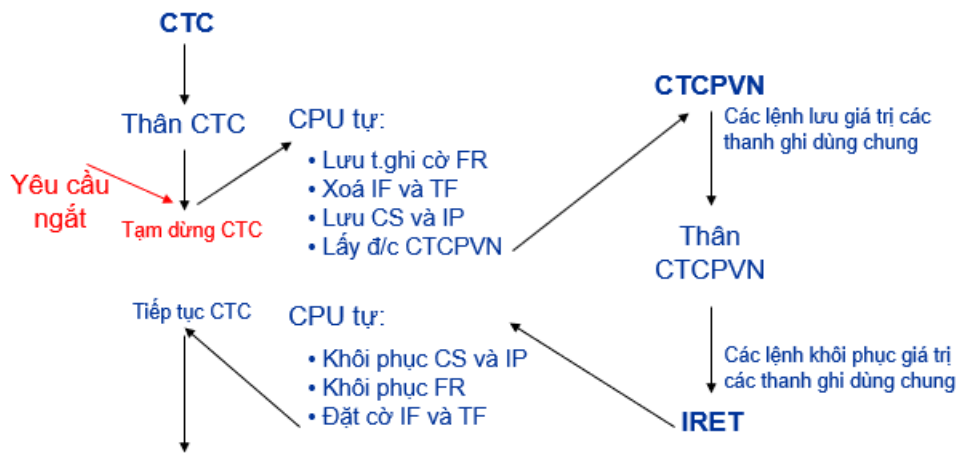 CTC
Thân CTC
Yêu cầu
ngắt
Tạm dừng CTC
CPU tự:
• Lưu t.ghi cờ FR
• Xoá IF và TF
• Lưu CS và IP
• Lấy đ/c CTCPVN
CTCPVN
Các lệnh lưu giá trị các
thanh ghi dùng chung
Thân
CTCPVN
Các lệnh khôi phục giá trị
các thanh ghi dùng chung
IRET
CPU tự:
• Khôi phục CS và IP
• Khôi phục FR
• Đặt cờ IF và TF
Tiếp tục CTC